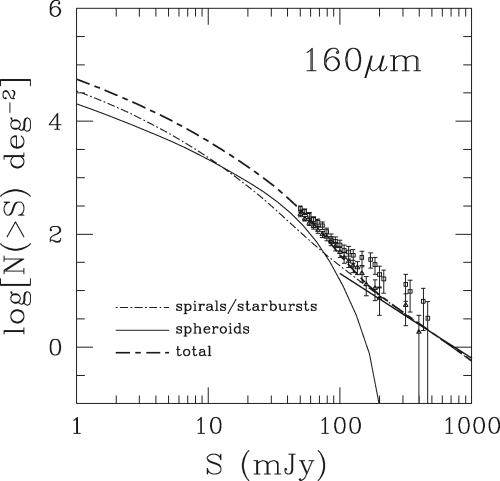 6
160μm
4
log[N(>S) deg⁻²]
2
spirals/starbursts
spheroids
total
0
1 10 100 1000
S (mJy)